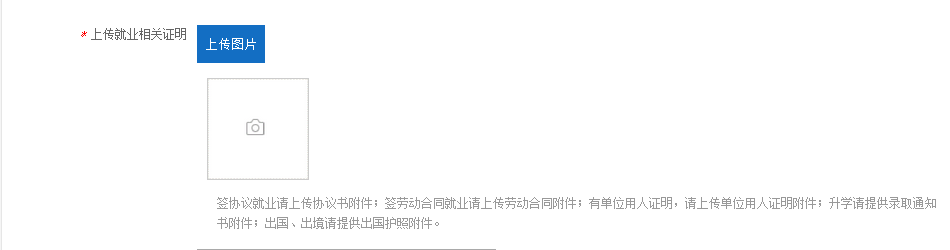 * 上传就业相关证明
上传图片
签协议就业请上传协议书附件；签劳动合同就业请上传劳动合同附件；有单位用人证明，请上传单位用人证明附件；升学请提供录取通知
书附件；出国、出境请提供出国护照附件。